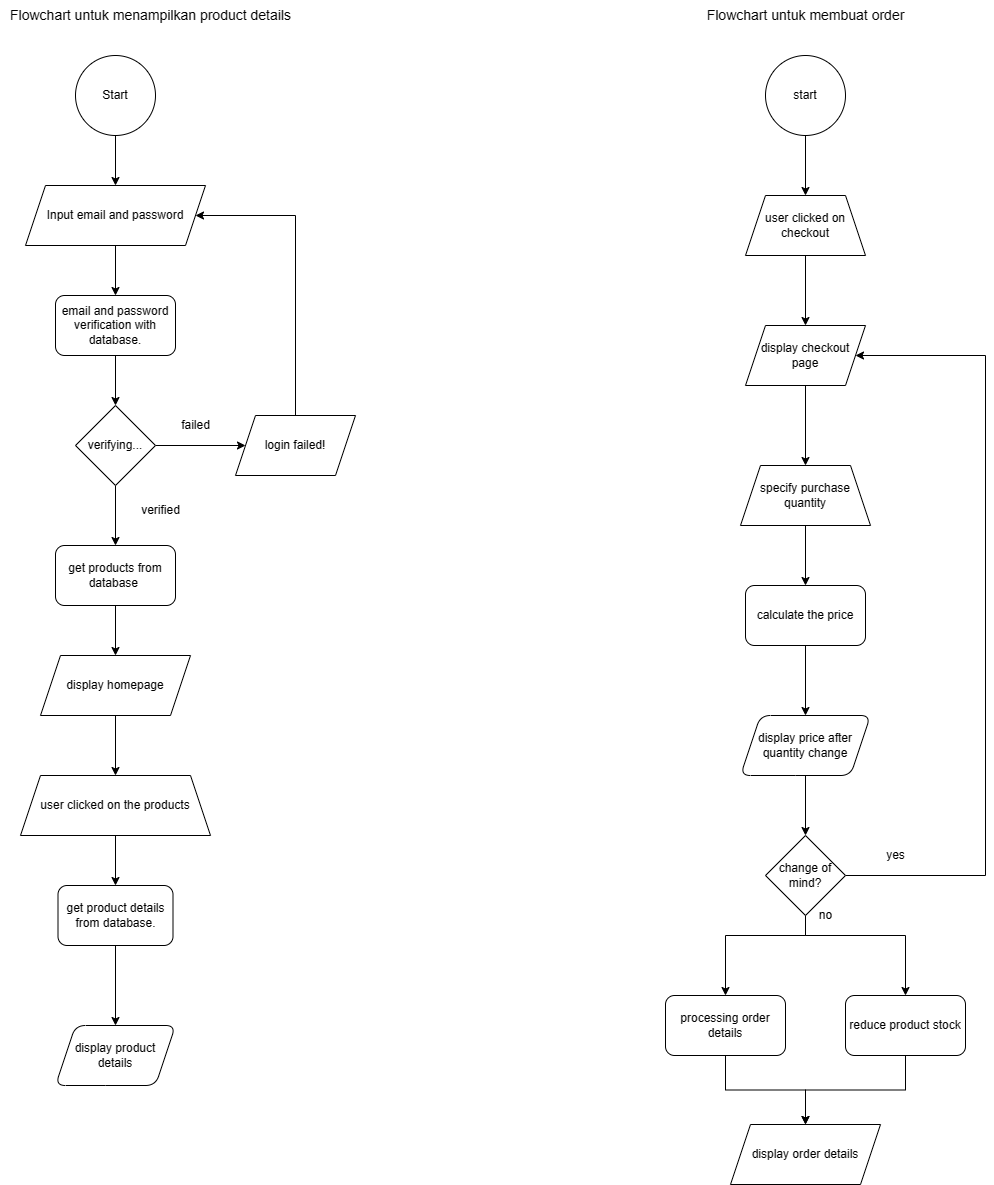 Flowchart untuk menampilkan product details
Start
Input email and password
email and password
verification with
database.
verifying...
failed
login failed!
verified
get products from
database
display homepage
user clicked on the products
get product details
from database.
display product
details
Flowchart untuk membuat order
start
user clicked on
checkout
display checkout
page
specify purchase
quantity
calculate the price
display price after
quantity change
change of
mind?
yes
no
processing order
details
reduce product stock
display order details